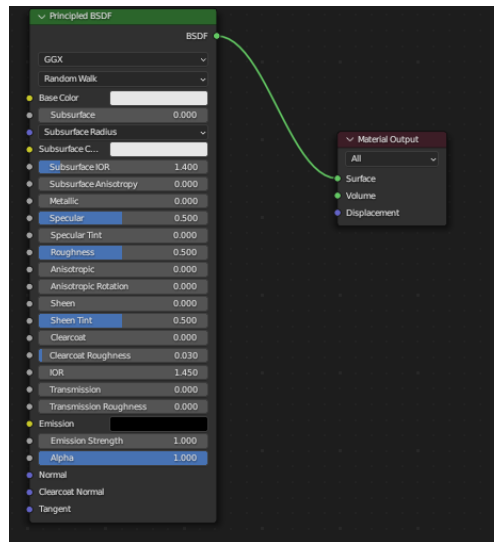 Principled BSDF
BSDF
GGX
Random Walk
Base Color
Subsurface 0.000
Subsurface Radius
Subsurface C...
Subsurface IOR 1.400
Subsurface Anisotropy 0.000
Metallic 0.000
Specular 0.500
Specular Tint 0.000
Roughness 0.500
Anisotropic 0.000
Anisotropic Rotation 0.000
Sheen 0.000
Sheen Tint 0.500
Clearcoat 0.000
Clearcoat Roughness 0.030
IOR 1.450
Transmission 0.000
Transmission Roughness 0.000
Emission
Emission Strength 1.000
Alpha 1.000
Normal
Clearcoat Normal
Tangent
Material Output
All
Surface
Volume
Displacement